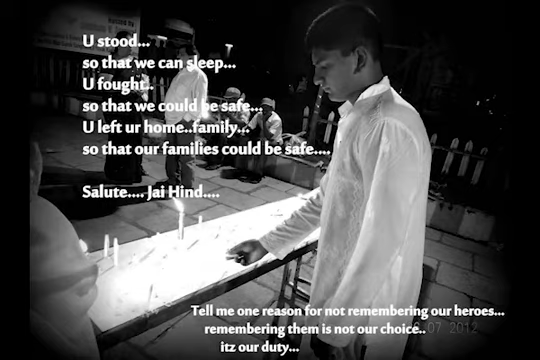 U stood...
so that we can sleep...
U fought..
so that we could be safe...
U left ur home..family...
so that our families could be safe....
Salute.... Jai Hind....
Tell me one reason for not remembering our heroes...
remembering them is not our choice..
07 2012
itz our duty...